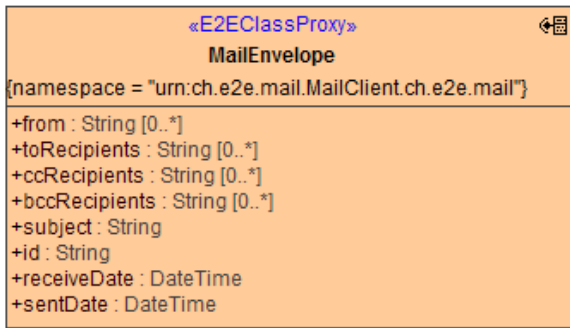 «E2EClassProxy»
MailEnvelope
{namespace = "urn:ch.e2e.mail.MailClient.ch.e2e.mail"}
+from : String [0..*]
+toRecipients : String [0..*]
+ccRecipients : String [0..*]
+bccRecipients : String [0..*]
+subject : String
+id : String
+receiveDate : DateTime
+sentDate : DateTime